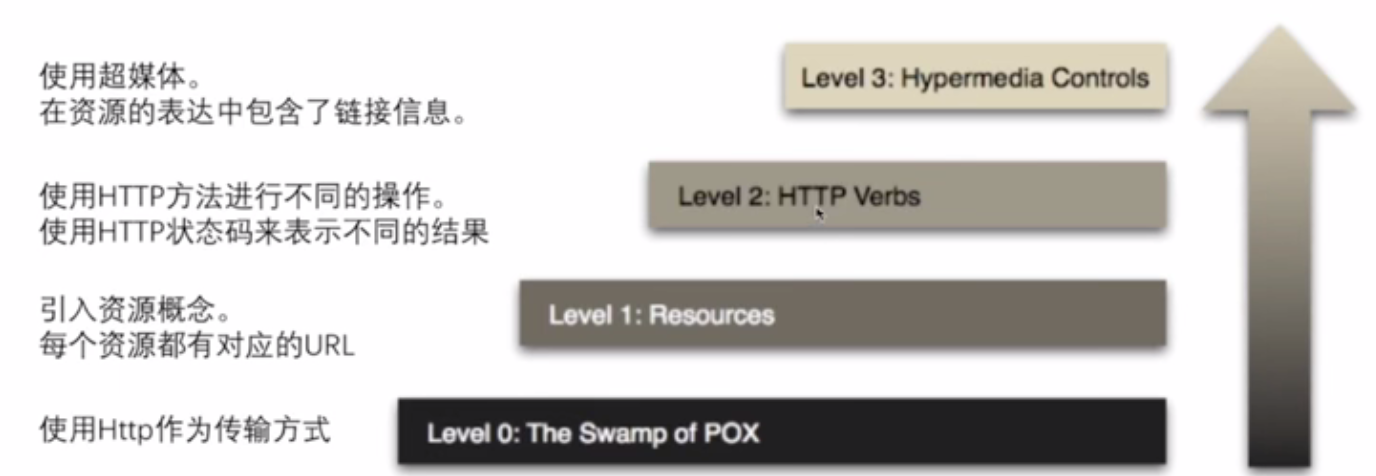 使用超媒体。
在资源的表达中包含了链接信息。
Level 3: Hypermedia Controls
使用HTTP方法进行不同的操作。
使用HTTP状态码来表示不同的结果
Level 2: HTTP Verbs
引入资源概念。
每个资源都有对应的URL
Level 1: Resources
使用Http作为传输方式
Level 0: The Swamp of POX